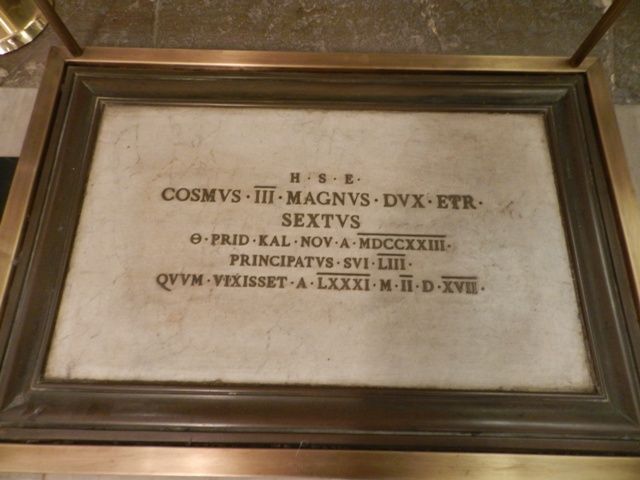 H · S · E ·
COSMVS · III · MAGNVS · DVX · ETR ·
SEXTVS
Θ · PRID · KAL · NOV · A · MDCCXXIII ·
PRINCIPATVS · SVI · LIII ·
QVVM · VIXISSET · A · LXXXI · M · II · D · XVII ·